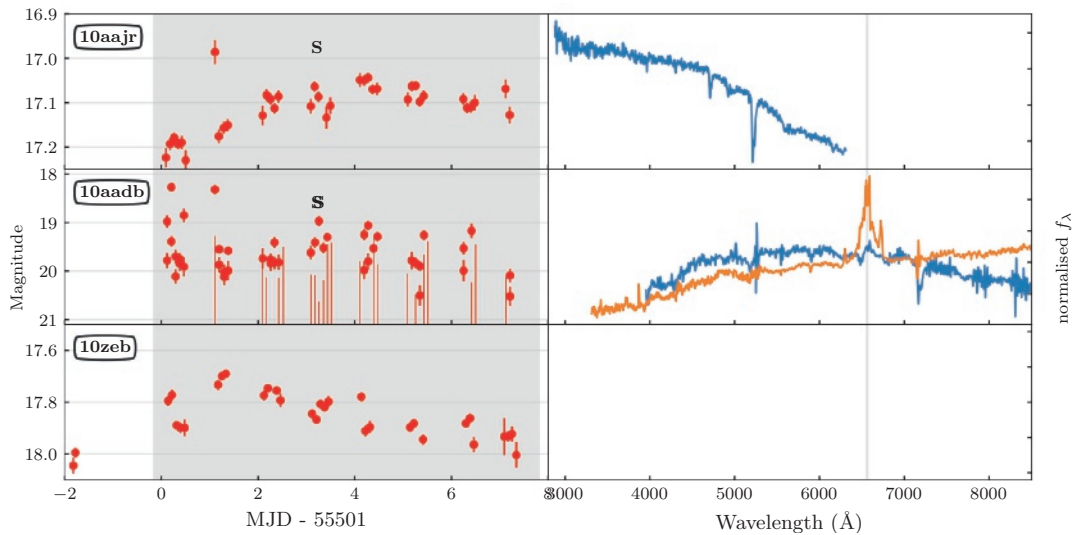 10aajr
s
16.9
17.0
17.1
17.2
10aadb
s
18
19
20
21
Magnitude
normalised fλ
10zeb
17.6
17.8
18.0
−2 0 2 4 6 8
MJD - 55501
3000 4000 5000 6000 7000 8000
Wavelength (Å)